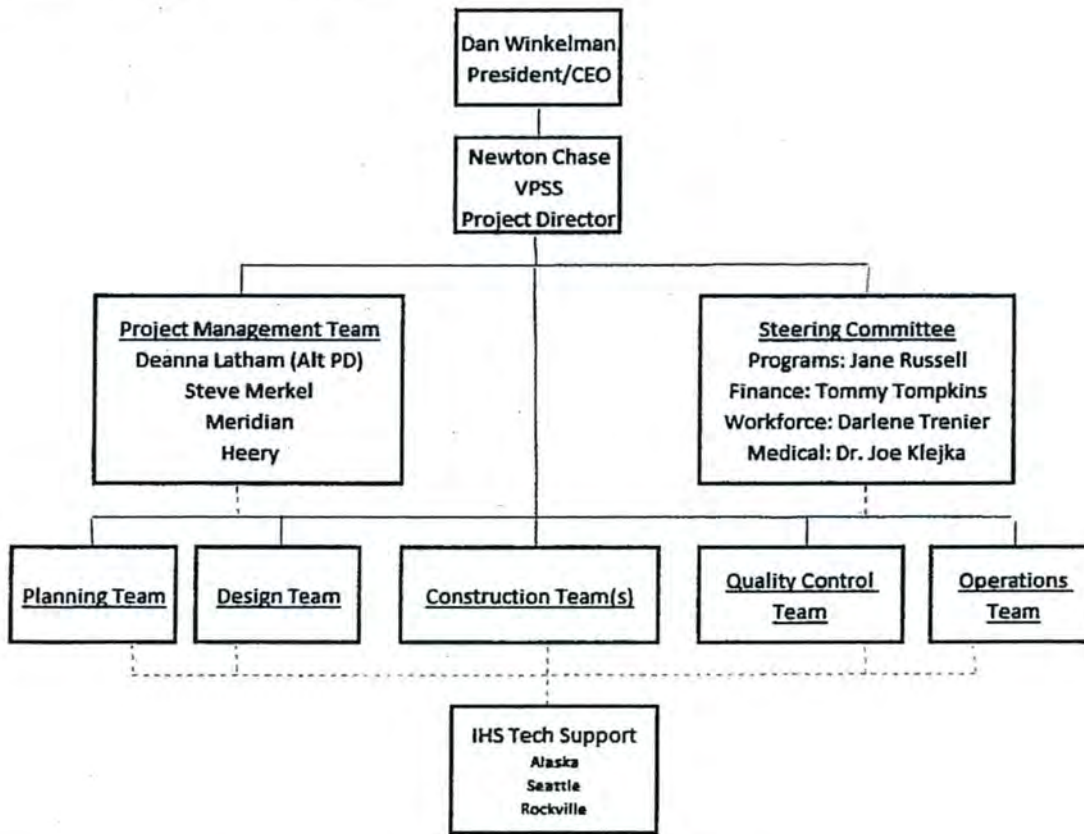 Dan Winkelman
President/CEO
Newton Chase
VPSS
Project Director
Project Management Team
Deanna Latham (Alt PD)
Steve Merkel
Meridian
Heery
Steering Committee
Programs: Jane Russell
Finance: Tommy Tompkins
Workforce: Darlene Trenier
Medical: Dr. Joe Klejka
Planning Team
Design Team
Construction Team(s)
Quality Control
Team
Operations
Team
IHS Tech Support
Alaska
Seattle
Rockville